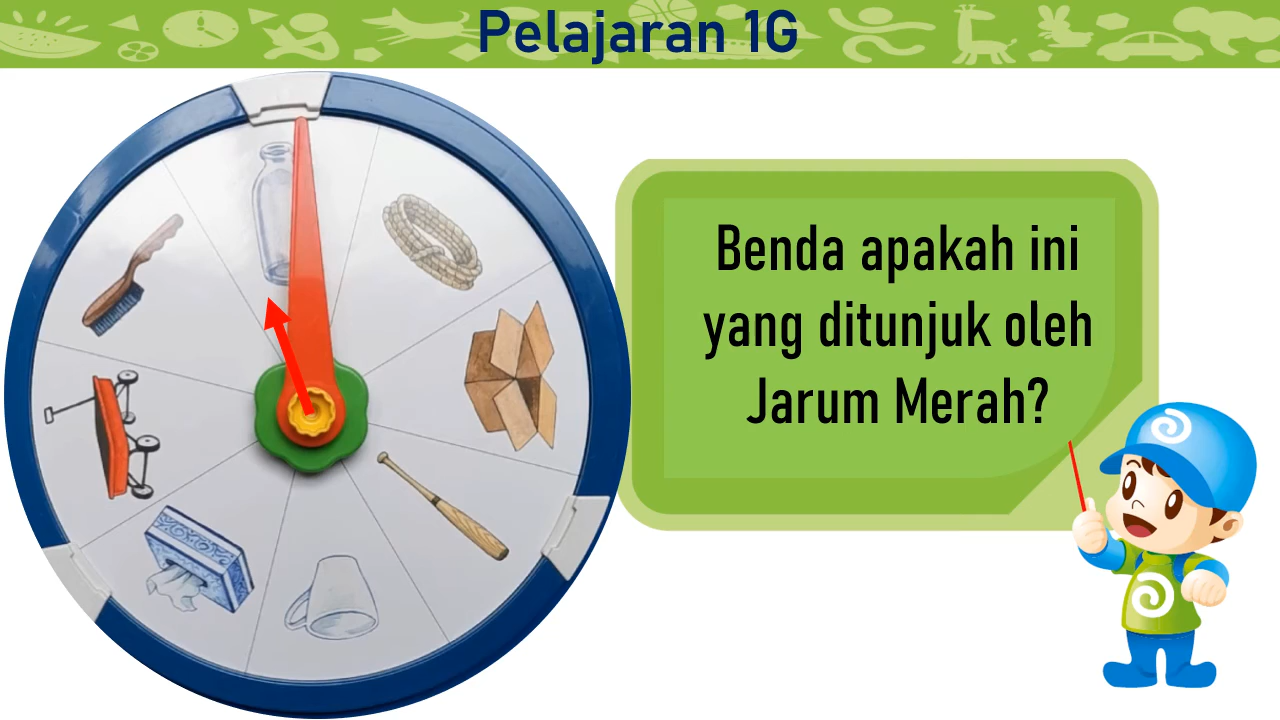 Pelajaran 1G
Benda apakah ini
yang ditunjuk oleh
Jarum Merah?